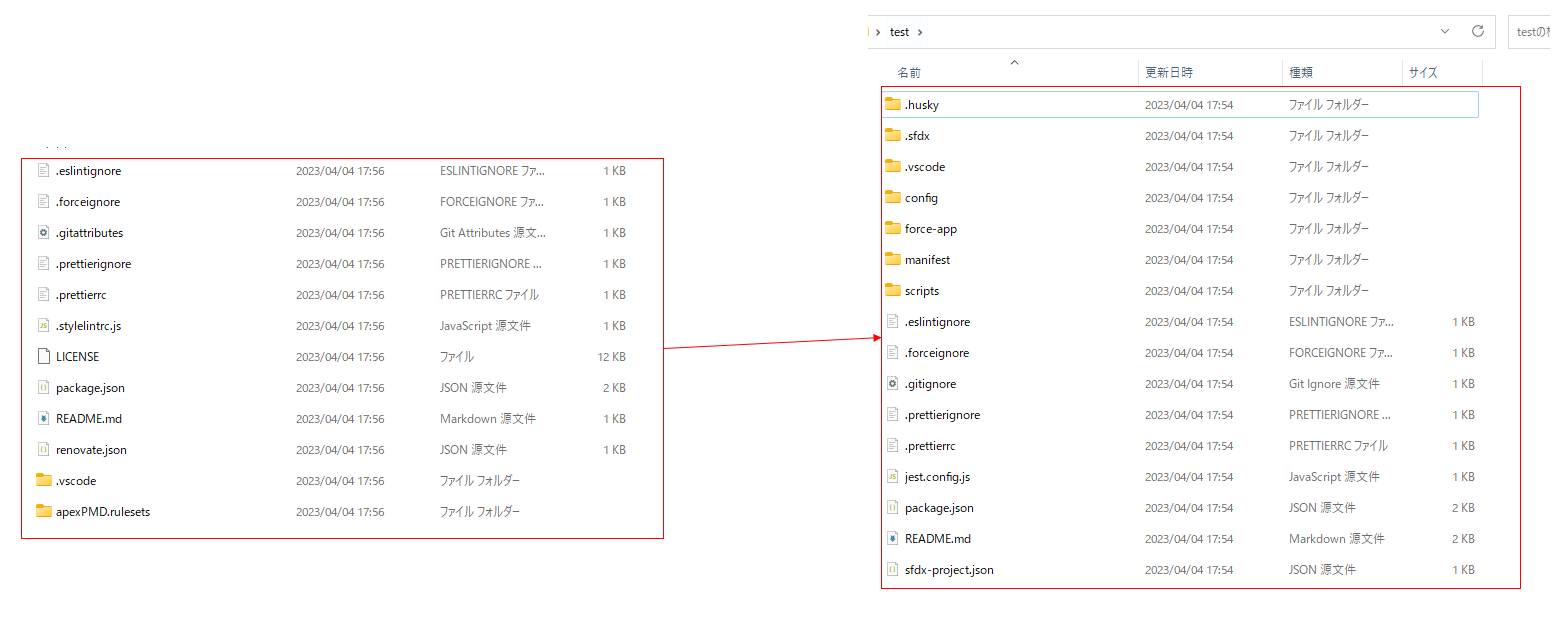 .eslintignore 2023/04/04 17:56 ESLINTIGNORE ファ... 1 KB
.forceignore 2023/04/04 17:56 FORCEIGNORE ファ... 1 KB
.gitattributes 2023/04/04 17:56 Git Attributes 源文... 1 KB
.prettierignore 2023/04/04 17:56 PRETTIERIGNORE ... 1 KB
.prettierrc 2023/04/04 17:56 PRETTIERRC ファイル 1 KB
.stylelintrc.js 2023/04/04 17:56 JavaScript 源文件 1 KB
LICENSE 2023/04/04 17:56 ファイル 12 KB
package.json 2023/04/04 17:56 JSON 源文件 2 KB
README.md 2023/04/04 17:56 Markdown 源文件 1 KB
renovate.json 2023/04/04 17:56 JSON 源文件 1 KB
.vscode 2023/04/04 17:56 ファイル フォルダー
apexPMD.rulesets 2023/04/04 17:56 ファイル フォルダー
test
testの
名前 更新日時 種類 サイズ
.husky 2023/04/04 17:54 ファイル フォルダー
.sfdx 2023/04/04 17:54 ファイル フォルダー
.vscode 2023/04/04 17:54 ファイル フォルダー
config 2023/04/04 17:54 ファイル フォルダー
force-app 2023/04/04 17:54 ファイル フォルダー
manifest 2023/04/04 17:54 ファイル フォルダー
scripts 2023/04/04 17:54 ファイル フォルダー
.eslintignore 2023/04/04 17:54 ESLINTIGNORE ファ... 1 KB
.forceignore 2023/04/04 17:54 FORCEIGNORE ファ... 1 KB
.gitignore 2023/04/04 17:54 Git Ignore 源文件 1 KB
.prettierignore 2023/04/04 17:54 PRETTIERIGNORE ... 1 KB
.prettierrc 2023/04/04 17:54 PRETTIERRC ファイル 1 KB
jest.config.js 2023/04/04 17:54 JavaScript 源文件 1 KB
package.json 2023/04/04 17:54 JSON 源文件 2 KB
README.md 2023/04/04 17:54 Markdown 源文件 2 KB
sfdx-project.json 2023/04/04 17:54 JSON 源文件 1 KB